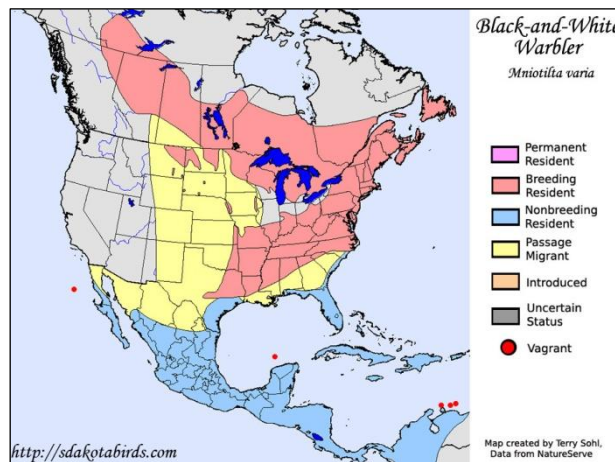 Black-and-White
Warbler
Mniotilta varia
Permanent
Resident
Breeding
Resident
Nonbreeding
Resident
Passage
Migrant
Introduced
Uncertain
Status
Vagrant
http://sdakotabirds.com
Map created by Terry Sohl,
Data from NatureServe